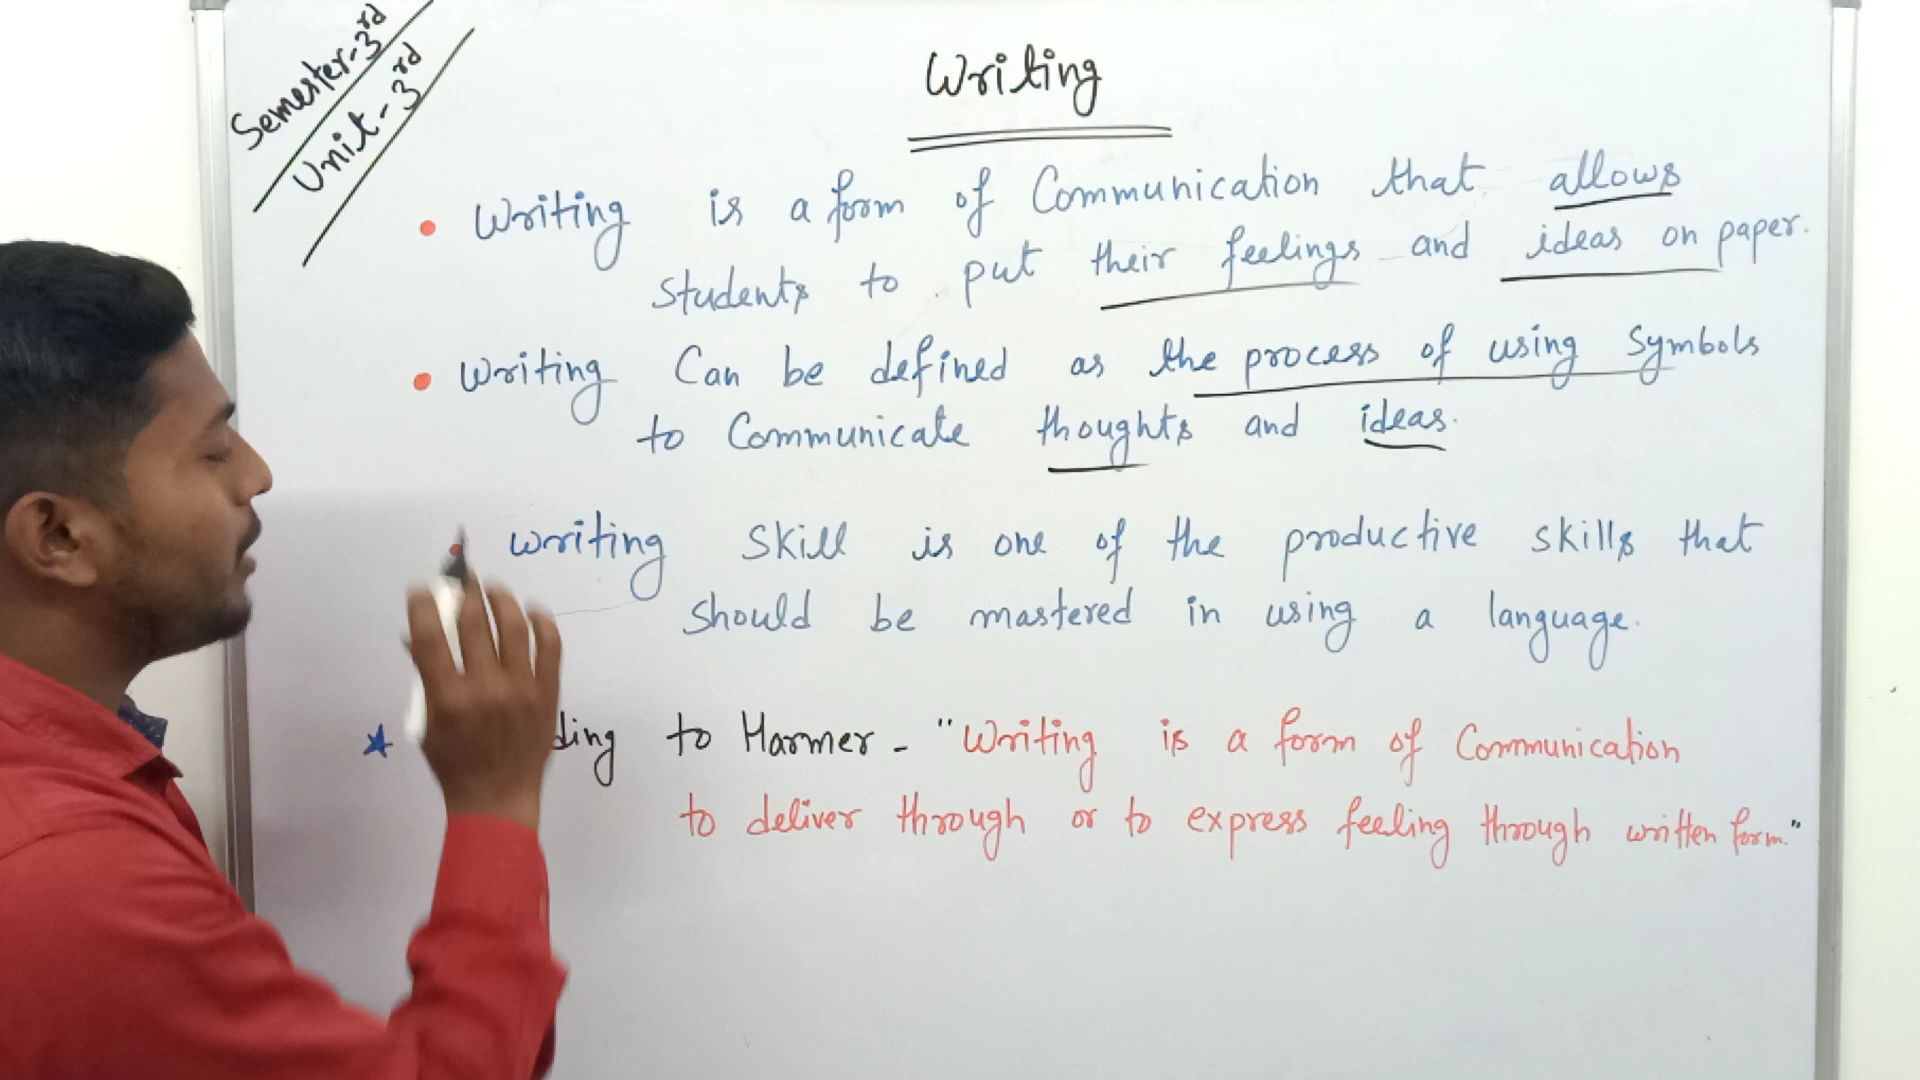 Semester-3rd
Unit-3rd
Writing
• Writing is a form of Communication that allows
students to put their feelings and ideas on paper.
• Writing Can be defined as the process of using Symbols
to Communicate thoughts and ideas.
• Writing Skill is one of the productive skills that
should be mastered in using a language.
★ ding to Harmer - "Writing is a form of Communication
to deliver through or to express feeling through written form."